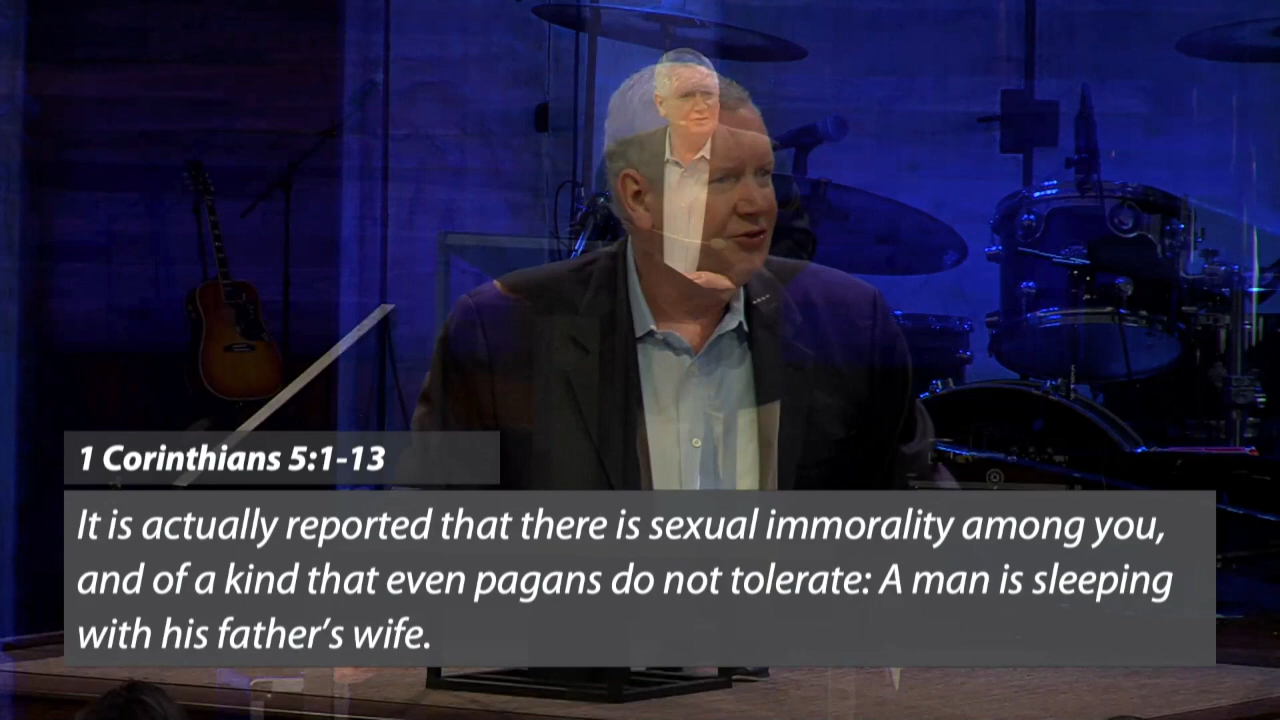 1 Corinthians 5:1-13
It is actually reported that there is sexual immorality among you,
and of a kind that even pagans do not tolerate: A man is sleeping
with his father’s wife.